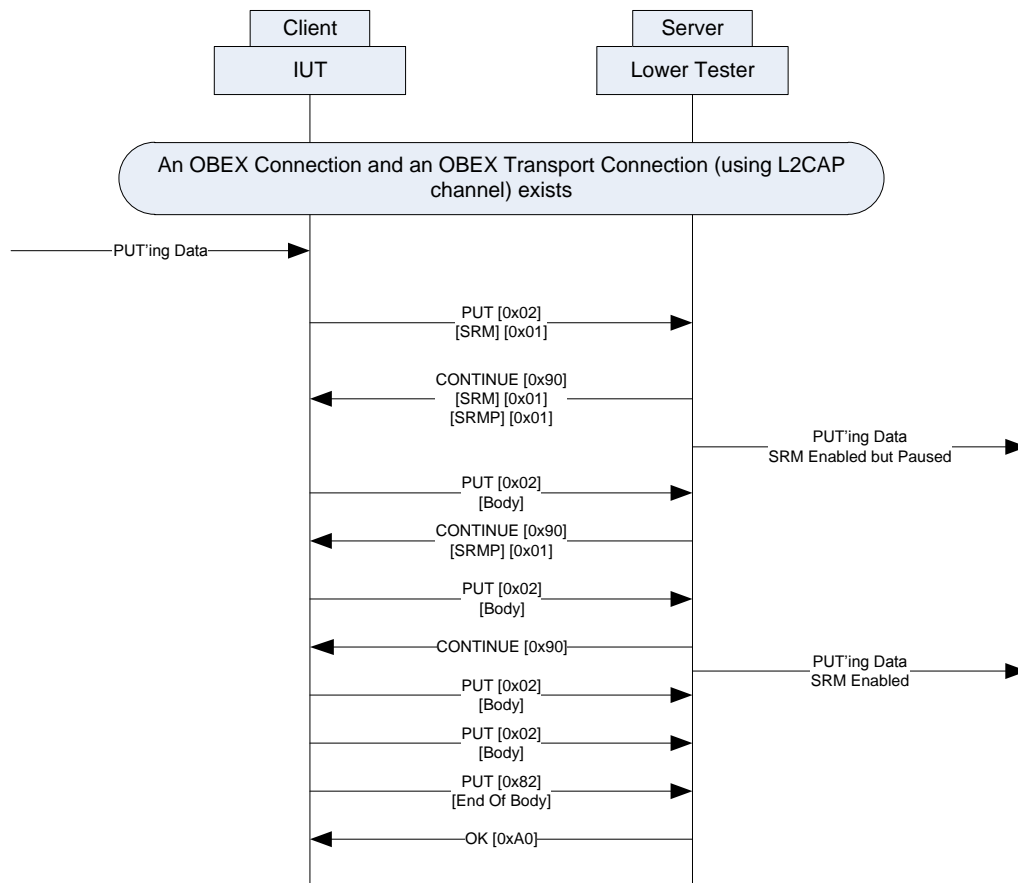 Client
Server
IUT
Lower Tester
An OBEX Connection and an OBEX Transport Connection (using L2CAP
channel) exists
PUT'ing Data
PUT [0x02]
[SRM] [0x01]
CONTINUE [0x90]
[SRM] [0x01]
[SRMP] [0x01]
PUT'ing Data
SRM Enabled but Paused
PUT [0x02]
[Body]
CONTINUE [0x90]
[SRMP] [0x01]
PUT [0x02]
[Body]
CONTINUE [0x90]
PUT'ing Data
SRM Enabled
PUT [0x02]
[Body]
PUT [0x02]
[Body]
PUT [0x82]
[End Of Body]
OK [0xA0]